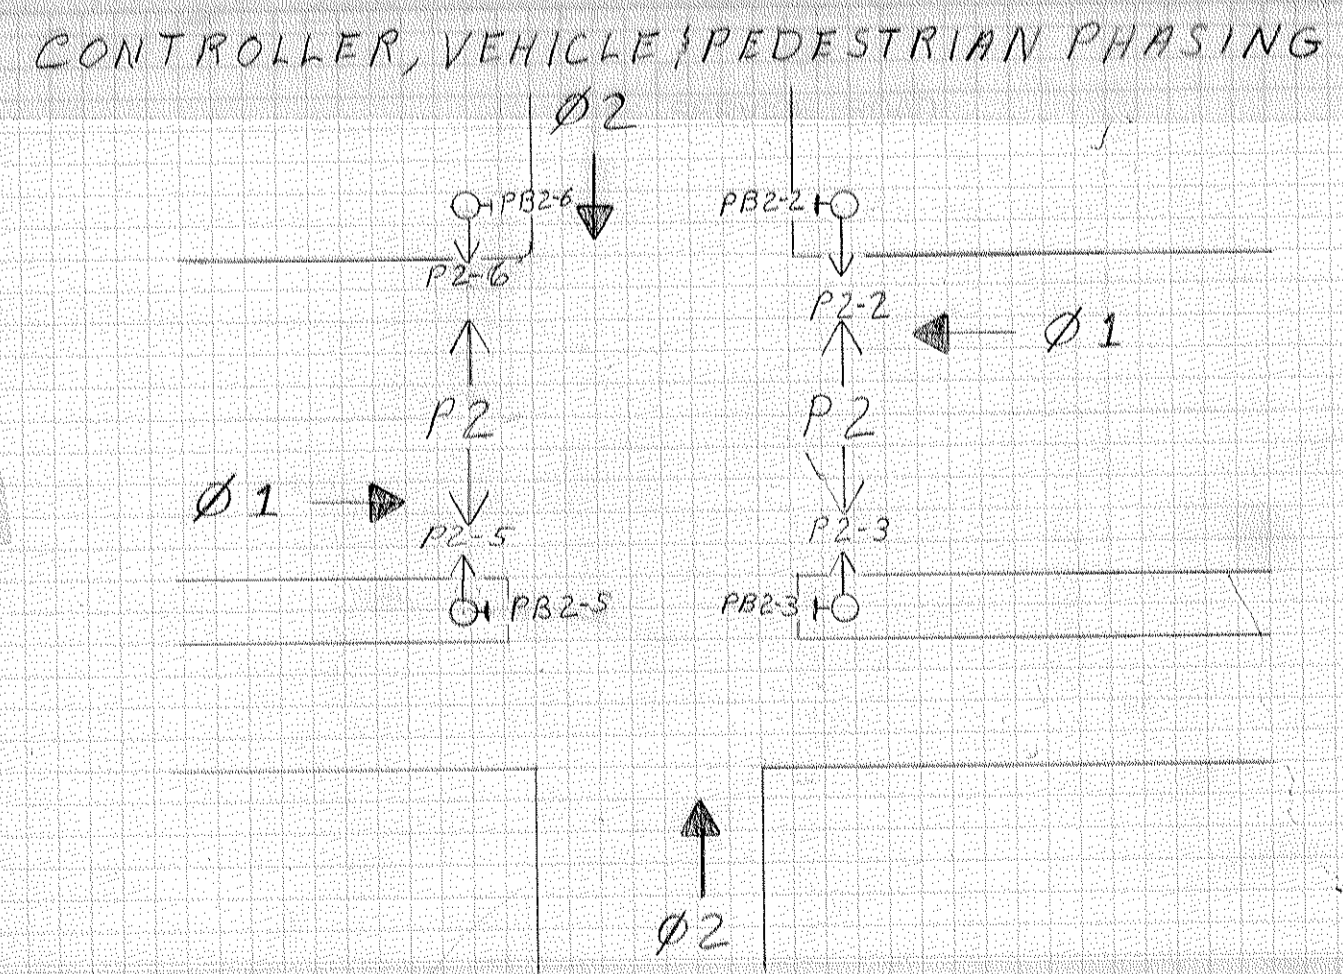 CONTROLLER, VEHICLE & PEDESTRIAN PHASING
Ø2
PB2-6
PB2-2
P2-6
P2-2
Ø1
P2
P2
Ø1
P2-5
P2-3
PB2-5
PB2-3
Ø2